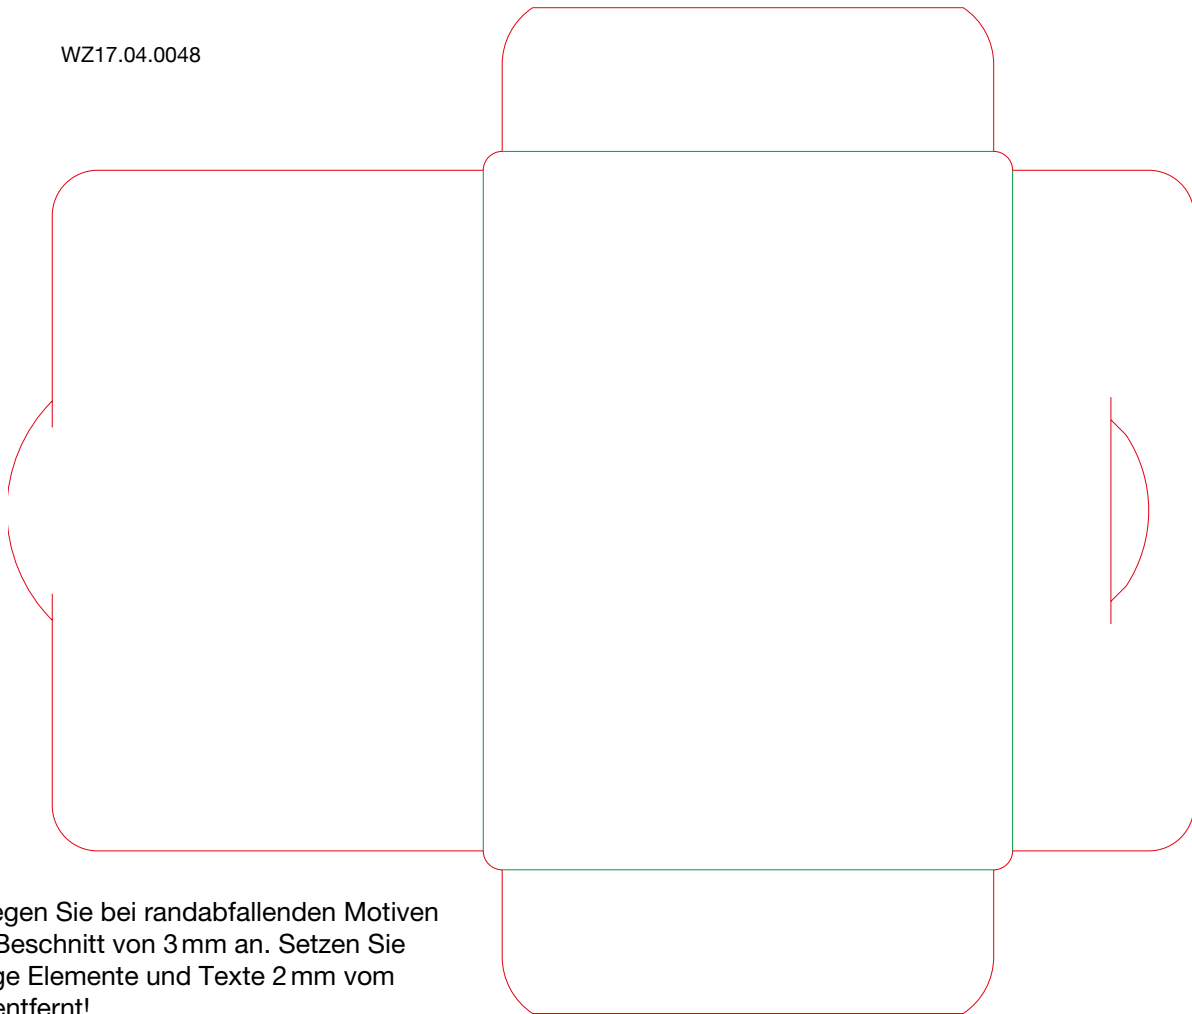 WZ17.04.0048
egen Sie bei randabfallenden Motiven
Beschnitt von 3 mm an. Setzen Sie
ge Elemente und Texte 2 mm vom
entfernt!